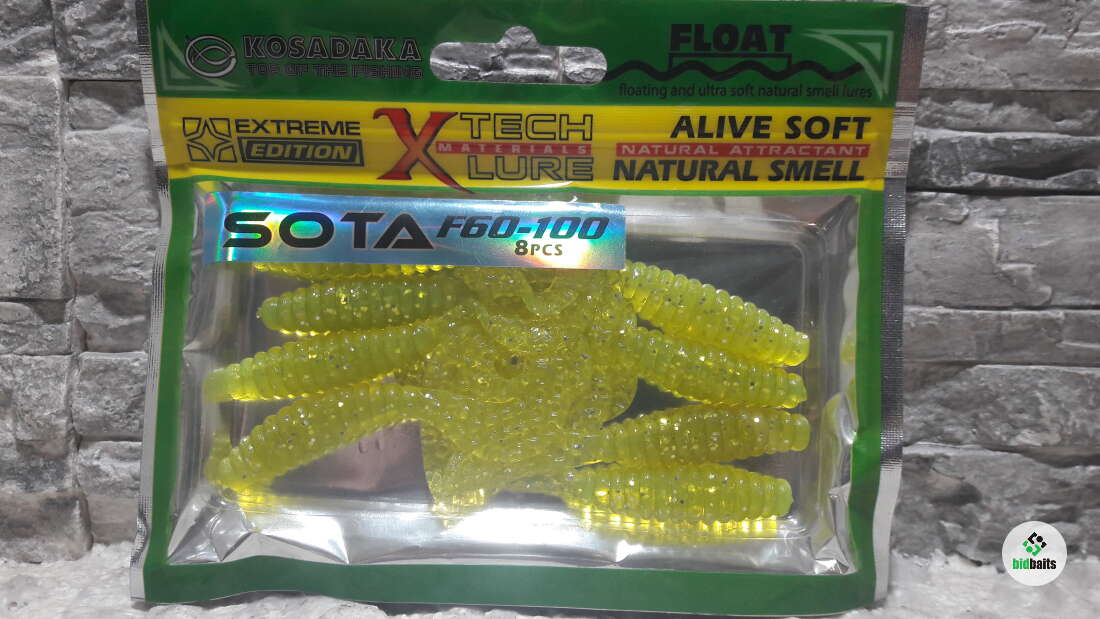 KOSADAKA
TOP OF THE FISHING
FLOAT
floating and ultra soft natural smell lures
EXTREME
EDITION
X TECH
MATERIALS
LURE
ALIVE SOFT
NATURAL ATTRACTANT
NATURAL SMELL
SOTA F60-100
8PCS
bidbaits